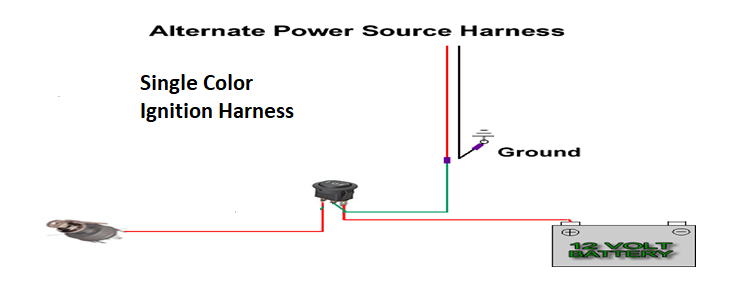 Alternate Power Source Harness
Single Color
Ignition Harness
Ground
12 VOLT
BATTERY